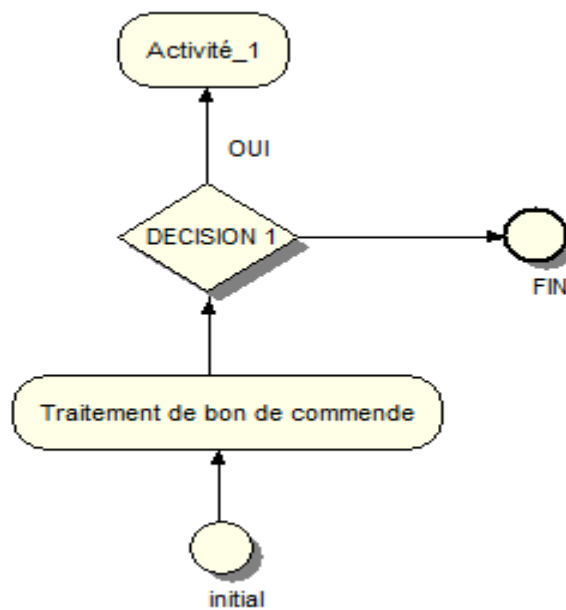 Activité_1
OUI
DECISION 1
FIN
Traitement de bon de commende
initial